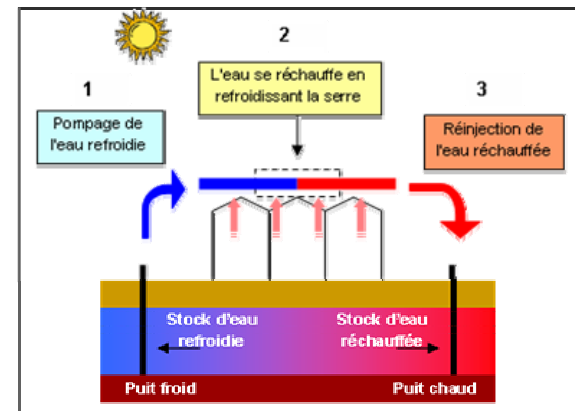 1
Pompage de
l'eau refroidie
2
L'eau se réchauffe en
refroidissant la serre
3
Réinjection de
l'eau réchauffée
Stock d'eau
refroidie
Stock d'eau
réchauffée
Puit froid
Puit chaud